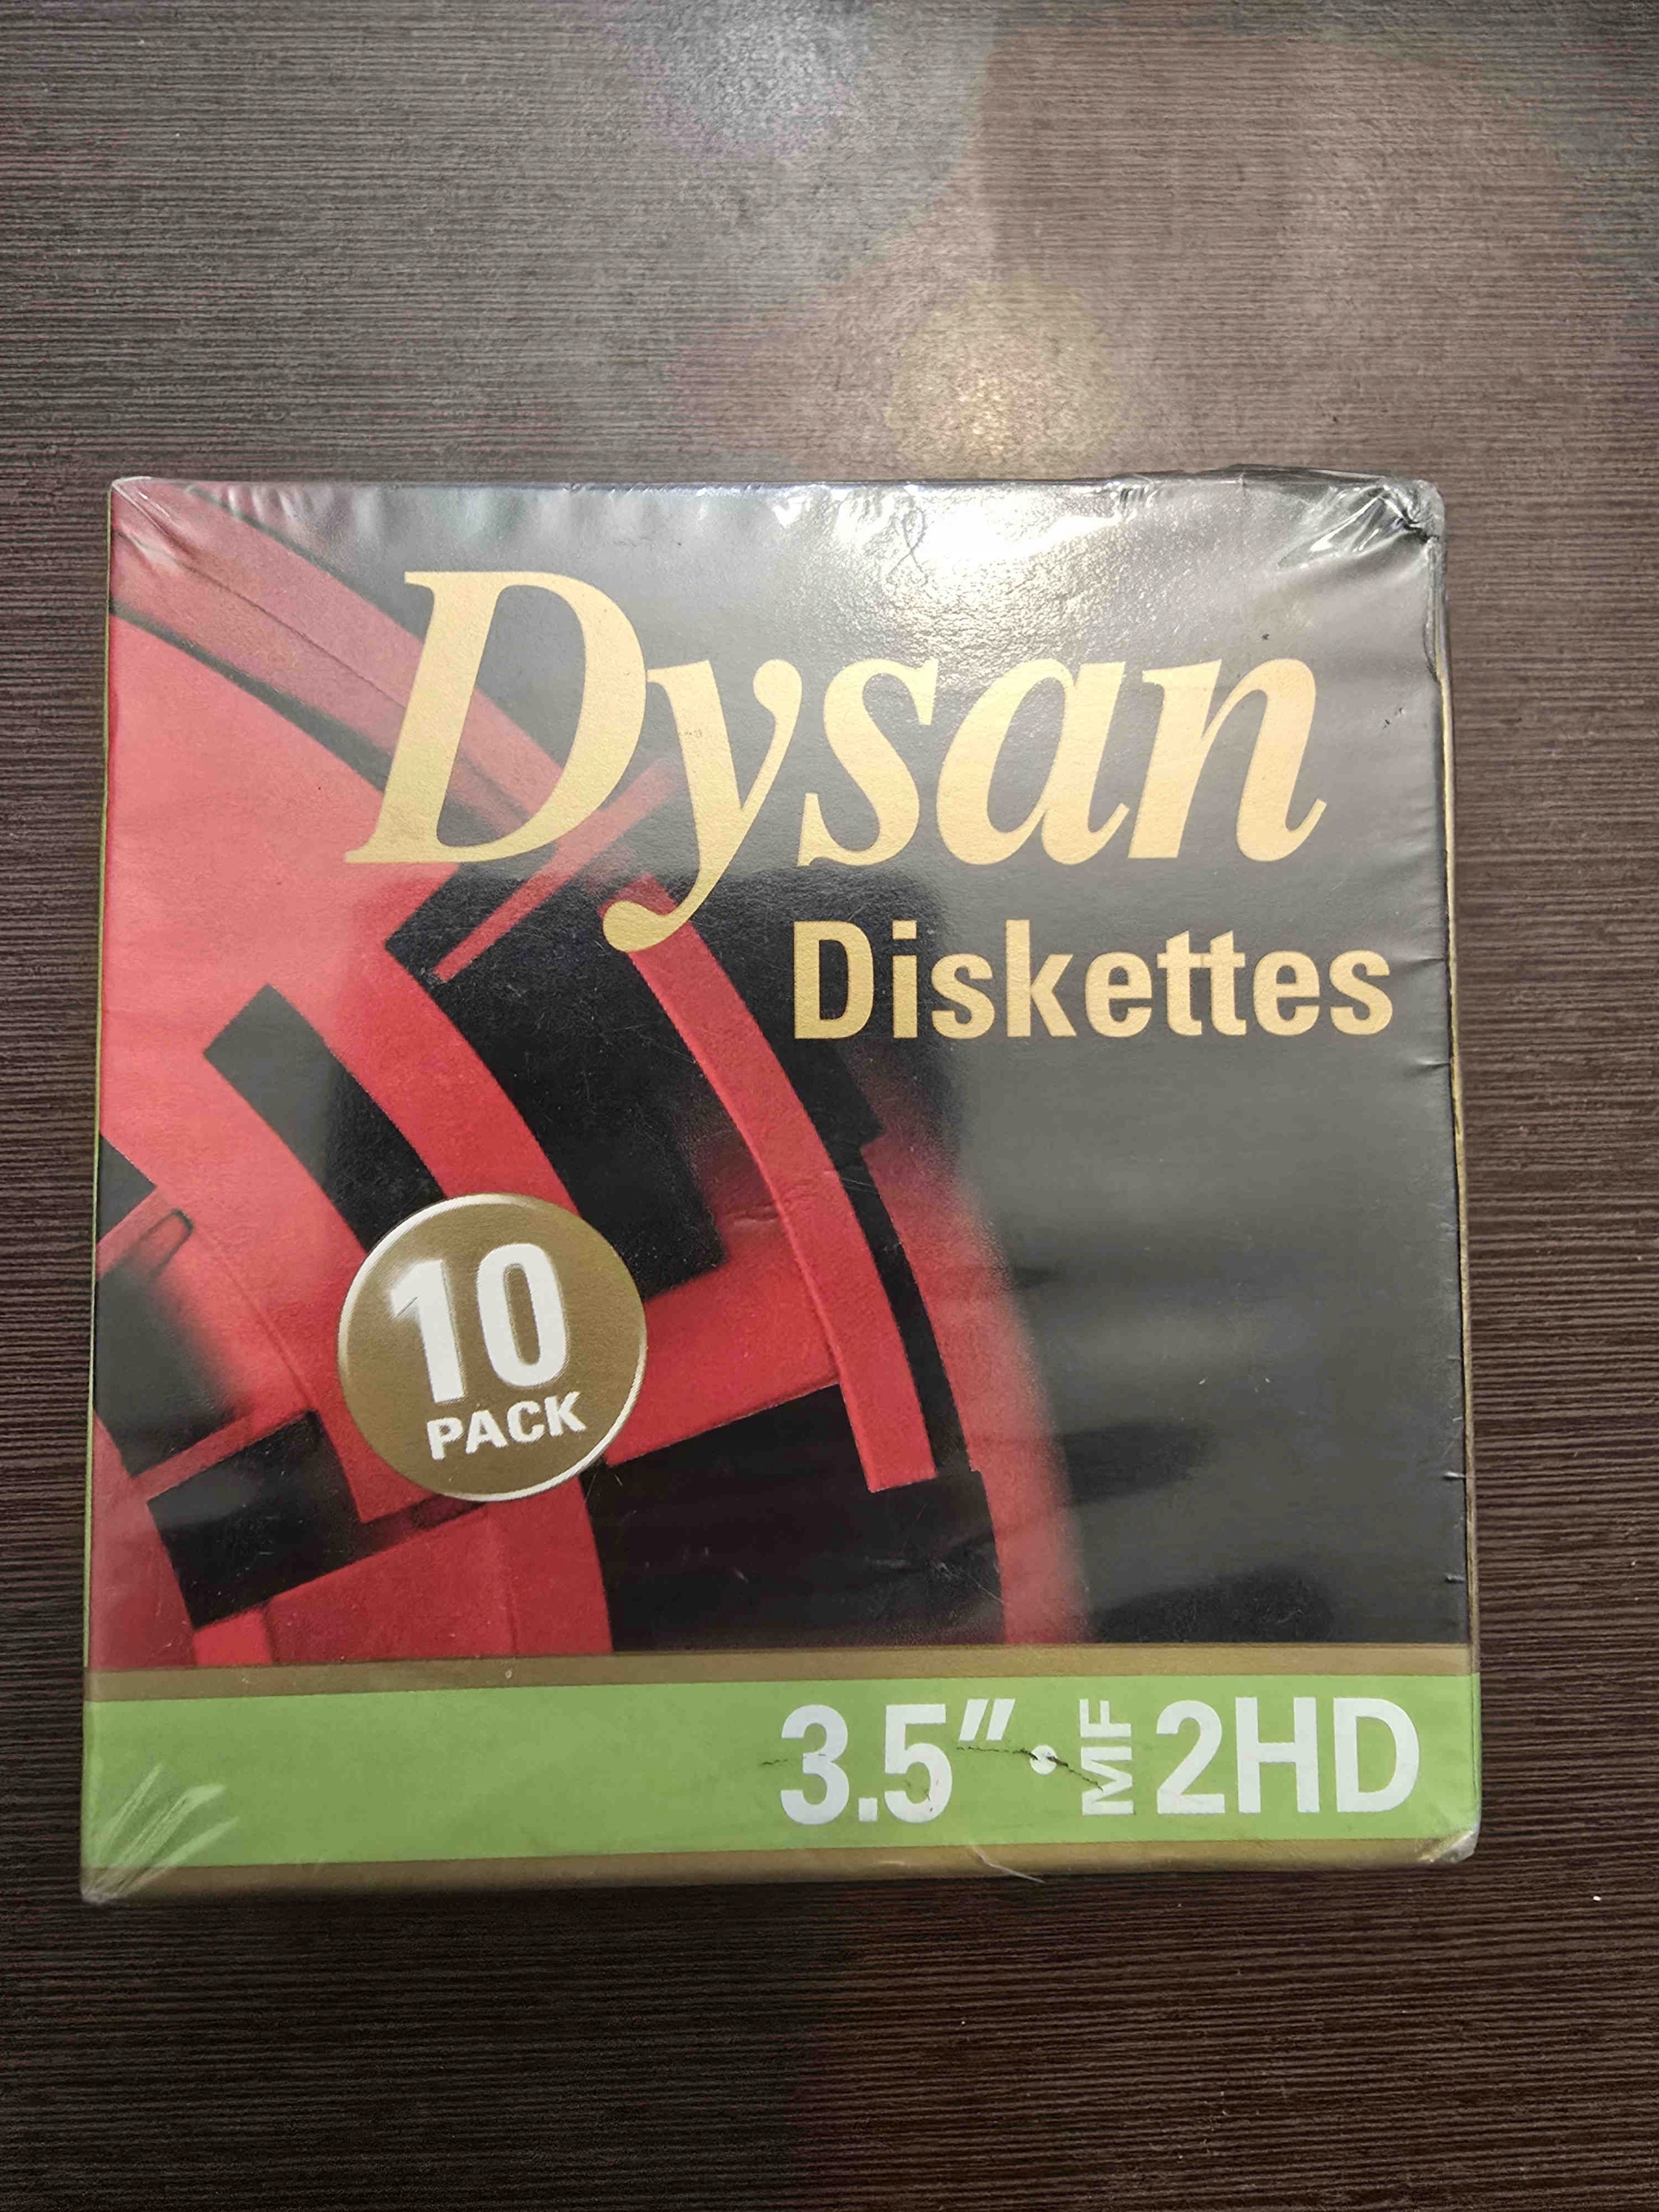 Dysan
Diskettes
10
PACK
3.5” · MF 2HD